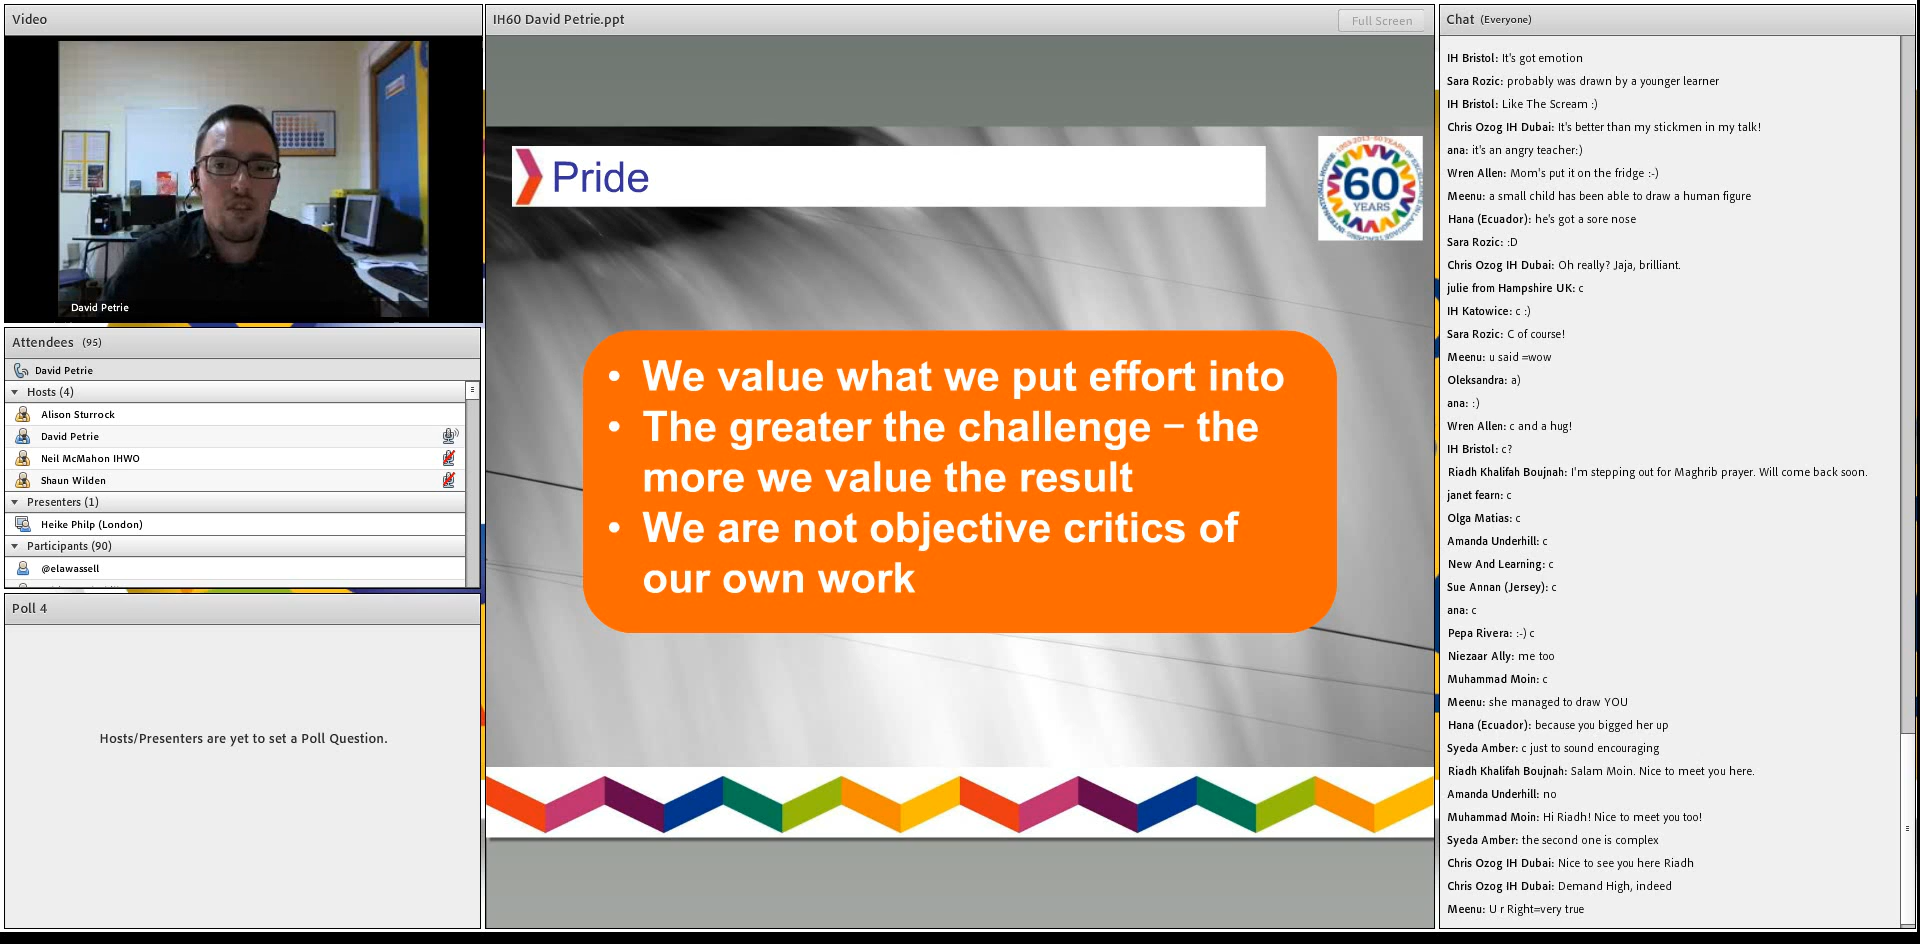 Video
David Petrie
Attendees (95)
David Petrie
Hosts (4)
Alison Sturrock
David Petrie
Neil McMahon IHWO
Shaun Wilden
Presenters (1)
Heike Philp (London)
Participants (90)
@elawassell
Poll 4
Hosts/Presenters are yet to set a Poll Question.
IH60 David Petrie.ppt
Full Screen
Pride
60
YEARS
• We value what we put effort into
• The greater the challenge – the
more we value the result
• We are not objective critics of
our own work
Chat (Everyone)
IH Bristol: It's got emotion
Sara Rozic: probably was drawn by a younger learner
IH Bristol: Like The Scream :)
Chris Ozog IH Dubai: It's better than my stickmen in my talk!
ana: it's an angry teacher:)
Wren Allen: Mom's put it on the fridge :-)
Meenu: a small child has been able to draw a human figure
Hana (Ecuador): he's got a sore nose
Sara Rozic: :D
Chris Ozog IH Dubai: Oh really? Jaja, brilliant.
julie from Hampshire UK: c
IH Katowice: c :)
Sara Rozic: C of course!
Meenu: u said =wow
Oleksandra: a)
ana: :)
Wren Allen: c and a hug!
IH Bristol: c?
Riadh Khalifah Boujnah: I'm stepping out for Maghrib prayer. Will come back soon.
janet fearn: c
Olga Matias: c
Amanda Underhill: c
New And Learning: c
Sue Annan (Jersey): c
ana: c
Pepa Rivera: :-) c
Niezaar Ally: me too
Muhammad Moin: c
Meenu: she managed to draw YOU
Hana (Ecuador): because you bigged her up
Syeda Amber: c just to sound encouraging
Riadh Khalifah Boujnah: Salam Moin. Nice to meet you here.
Amanda Underhill: no
Muhammad Moin: Hi Riadh! Nice to meet you too!
Syeda Amber: the second one is complex
Chris Ozog IH Dubai: Nice to see you here Riadh
Chris Ozog IH Dubai: Demand High, indeed
Meenu: U r Right=very true